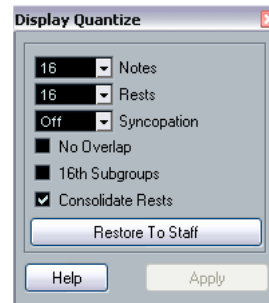 Display Quantize
16 Notes
16 Rests
Off Syncopation
No Overlap
16th Subgroups
Consolidate Rests
Restore To Staff
Help Apply